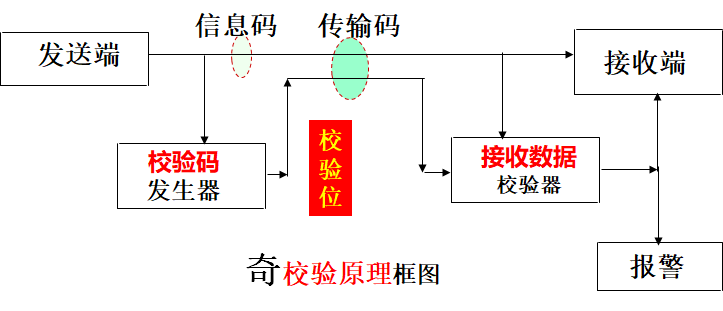 信息码
传输码
发送端
接收端
校验码
发生器
校
验
位
接收数据
校验器
报警
奇校验原理框图